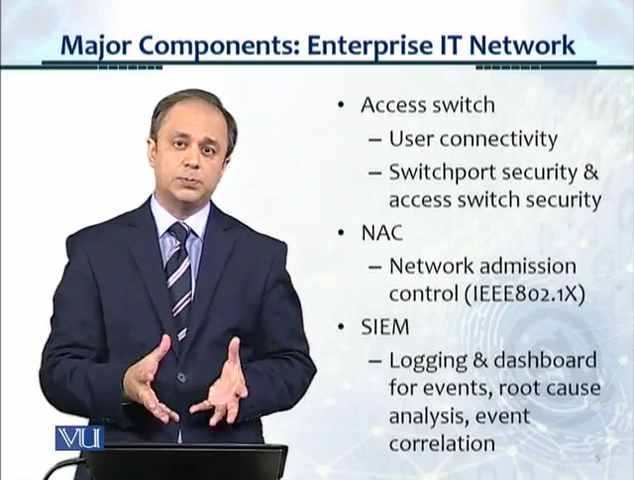 Major Components: Enterprise IT Network
• Access switch
– User connectivity
– Switchport security &
access switch security
• NAC
– Network admission
control (IEEE802.1X)
• SIEM
– Logging & dashboard
for events, root cause
analysis, event
correlation
VU
5